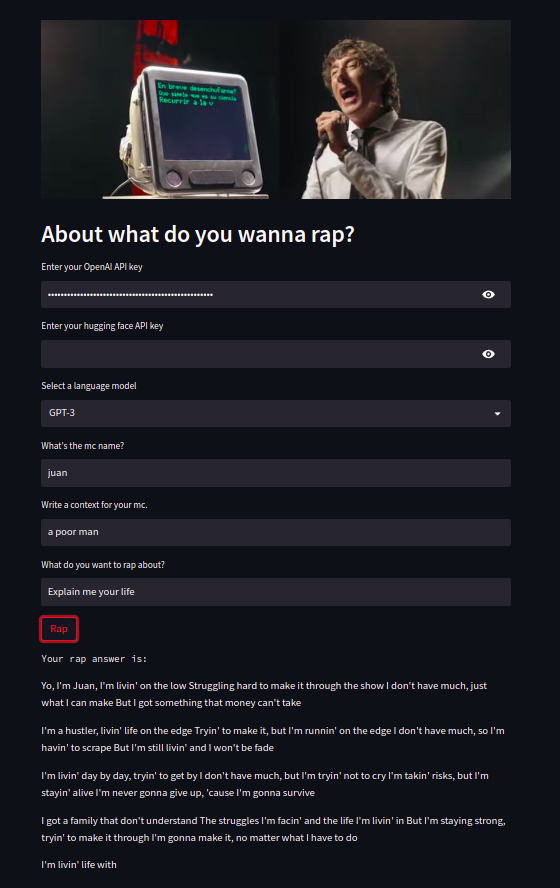 En breve desenchufarme?
Que simple que es su ciencia
Recurrir a la v
About what do you wanna rap?
Enter your OpenAI API key
Enter your hugging face API key
Select a language model
GPT-3
What's the mc name?
juan
Write a context for your mc.
a poor man
What do you want to rap about?
Explain me your life
Rap
Your rap answer is:
Yo, I'm Juan, I'm livin' on the low Struggling hard to make it through the show I don't have much, just
what I can make But I got something that money can't take
I'm a hustler, livin' life on the edge Tryin' to make it, but I'm runnin' on the edge I don't have much, so I'm
havin' to scrape But I'm still livin' and I won't be fade
I'm livin' day by day, tryin' to get by I don't have much, but I'm tryin' not to cry I'm takin' risks, but I'm
stayin' alive I'm never gonna give up, 'cause I'm gonna survive
I got a family that don't understand The struggles I'm facin' and the life I'm livin' in But I'm staying strong,
tryin' to make it through I'm gonna make it, no matter what I have to do
I'm livin' life with